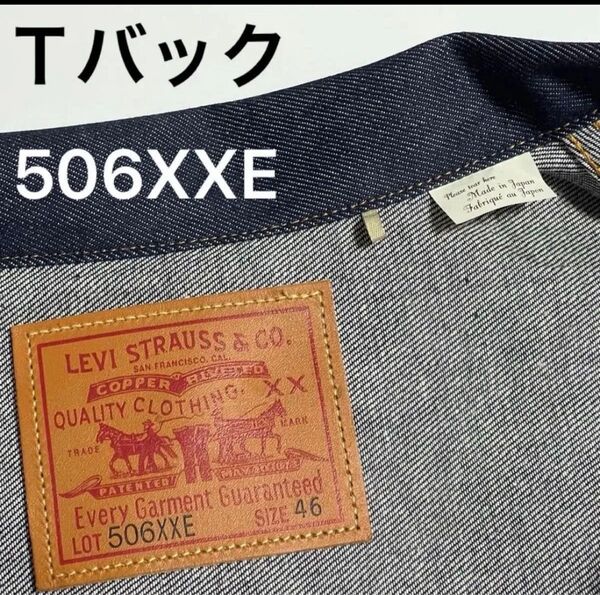 Tバック
506XXE
Please tear here
Made in Japan
Fabriqué au Japon
LEVI STRAUSS & CO.
SAN FRANCISCO, CAL.
COPPER RIVETED
QUALITY CLOTHING. XX
TRADE MARK
PATENTED
Every Garment Guaranteed
LOT 506XXE SIZE 46